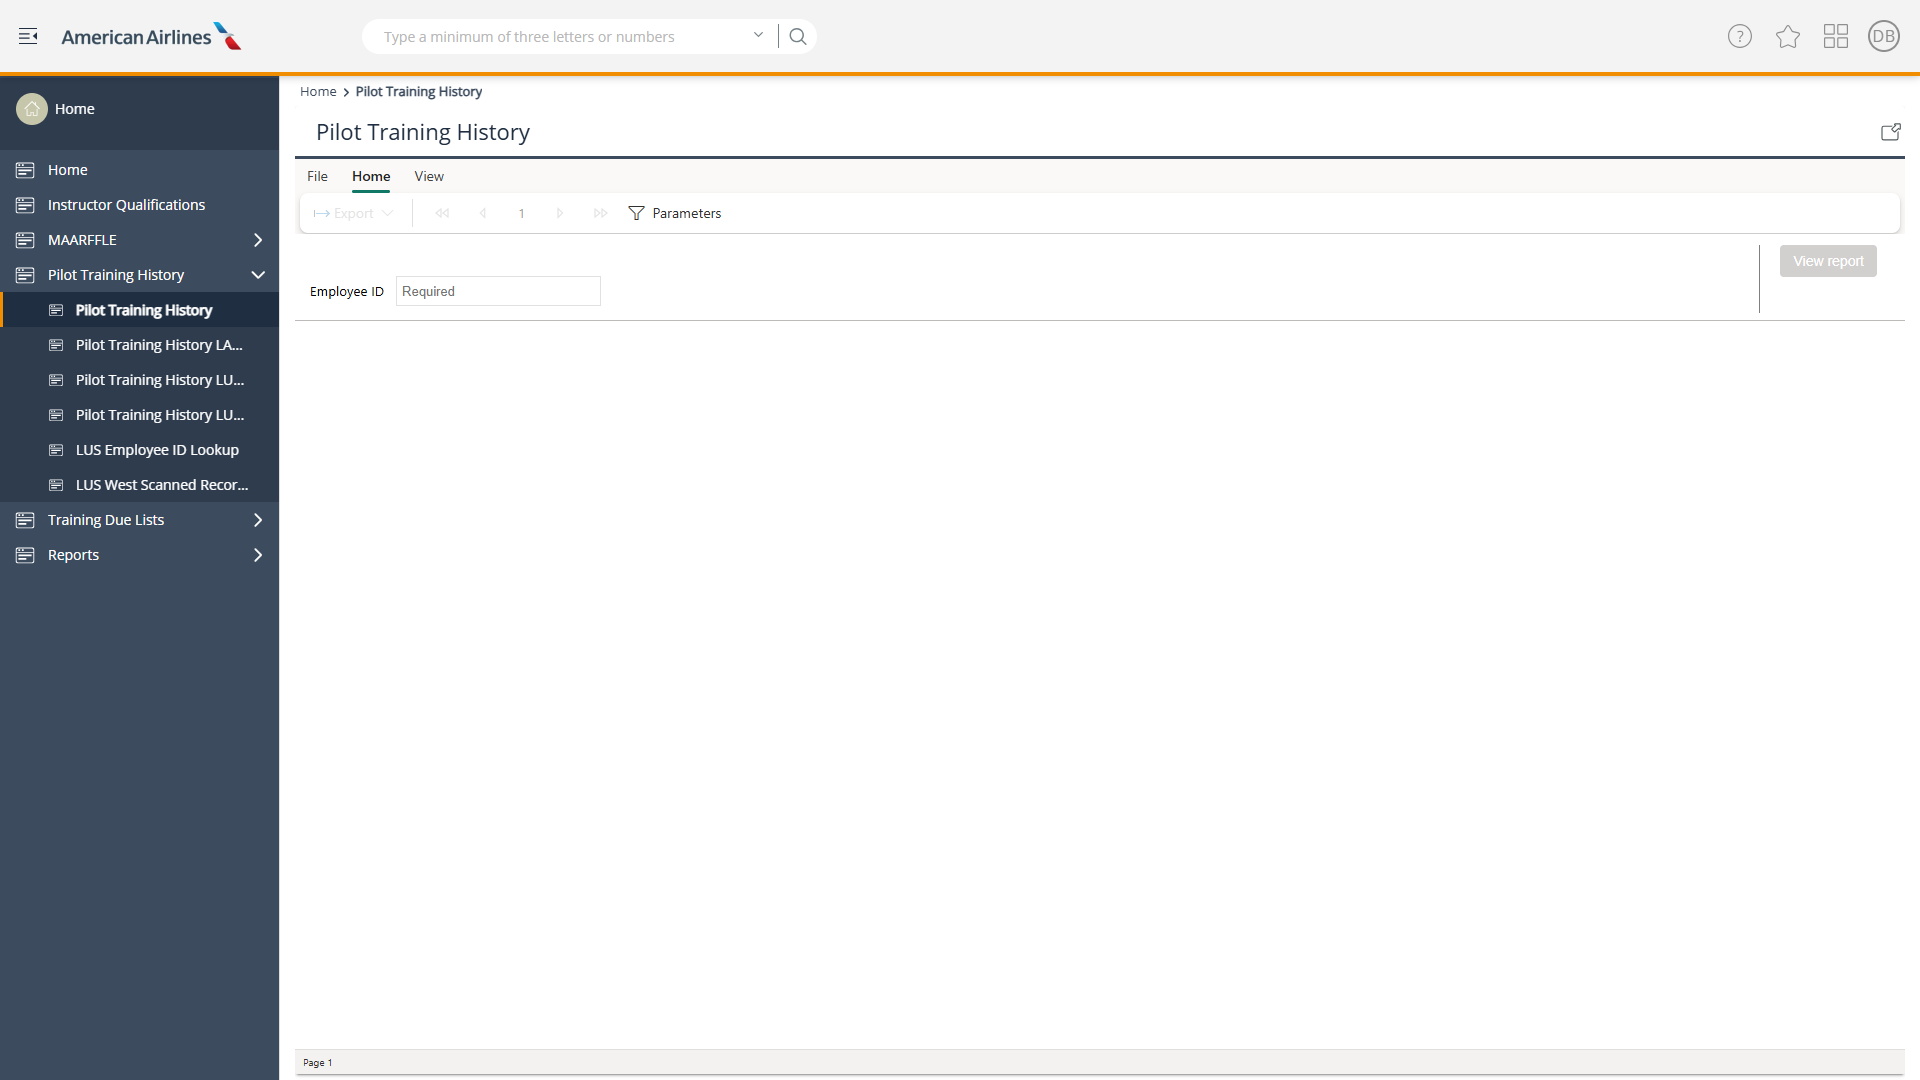 American Airlines
Type a minimum of three letters or numbers
?
DB
Home
Home
Instructor Qualifications
MAARFFLE
Pilot Training History
Pilot Training History
Pilot Training History LA...
Pilot Training History LU...
Pilot Training History LU...
LUS Employee ID Lookup
LUS West Scanned Recor...
Training Due Lists
Reports
Home > Pilot Training History
Pilot Training History
File Home View
Export 1 Parameters
Employee ID Required
View report
Page 1